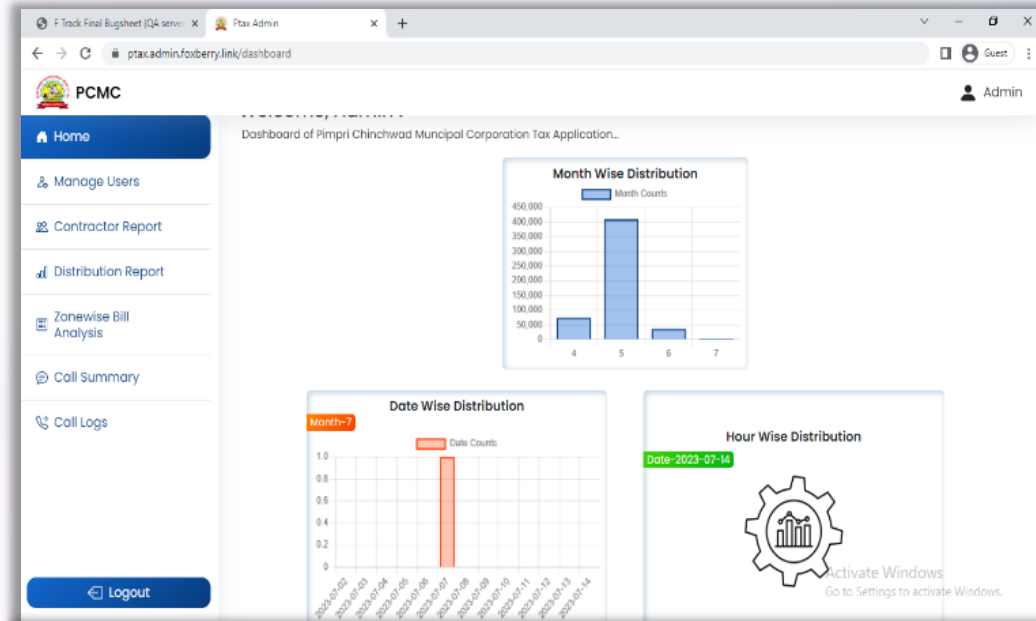 F Track Final Bugsheet (QA server
Ptax Admin
ptax.admin.foxberry.link/dashboard
Guest
PCMC
Admin
Welcome, Admin !
Dashboard of Pimpri Chinchwad Muncipal Corporation Tax Application...
Home
Manage Users
Contractor Report
Distribution Report
Zonewise Bill
Analysis
Call Summary
Call Logs
Logout
Month Wise Distribution
Month Counts
450,000
400,000
350,000
300,000
250,000
200,000
150,000
100,000
50,000
0
4 5 6 7
Date Wise Distribution
Month-7
Date Counts
1.0
0.8
0.6
0.4
0.2
0
2023-07-02 2023-07-03 2023-07-04 2023-07-05 2023-07-06 2023-07-07 2023-07-08 2023-07-09 2023-07-10 2023-07-11 2023-07-12 2023-07-13 2023-07-14
Hour Wise Distribution
Date-2023-07-14
Activate Windows
Go to Settings to activate Windows.